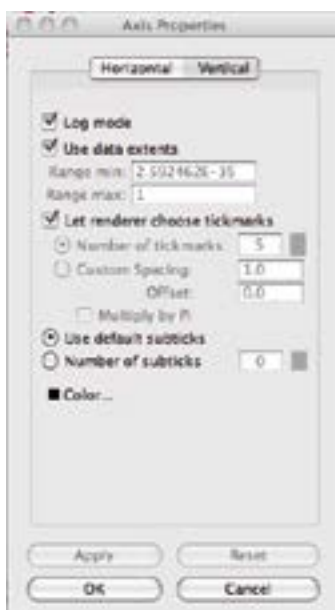 Axis Properties
Horizontal Vertical
Log mode
Use data extents
Range min: 2.5924626E-35
Range max: 1
Let renderer choose tickmarks
Number of tickmarks 5
Custom Spacing: 1.0
Offset: 0.0
Multiply by Pi
Use default subticks
Number of subticks 0
Color...
Apply Reset
OK Cancel